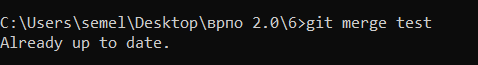 C:\Users\semel\Desktop\врпо 2.0\6>git merge test
Already up to date.